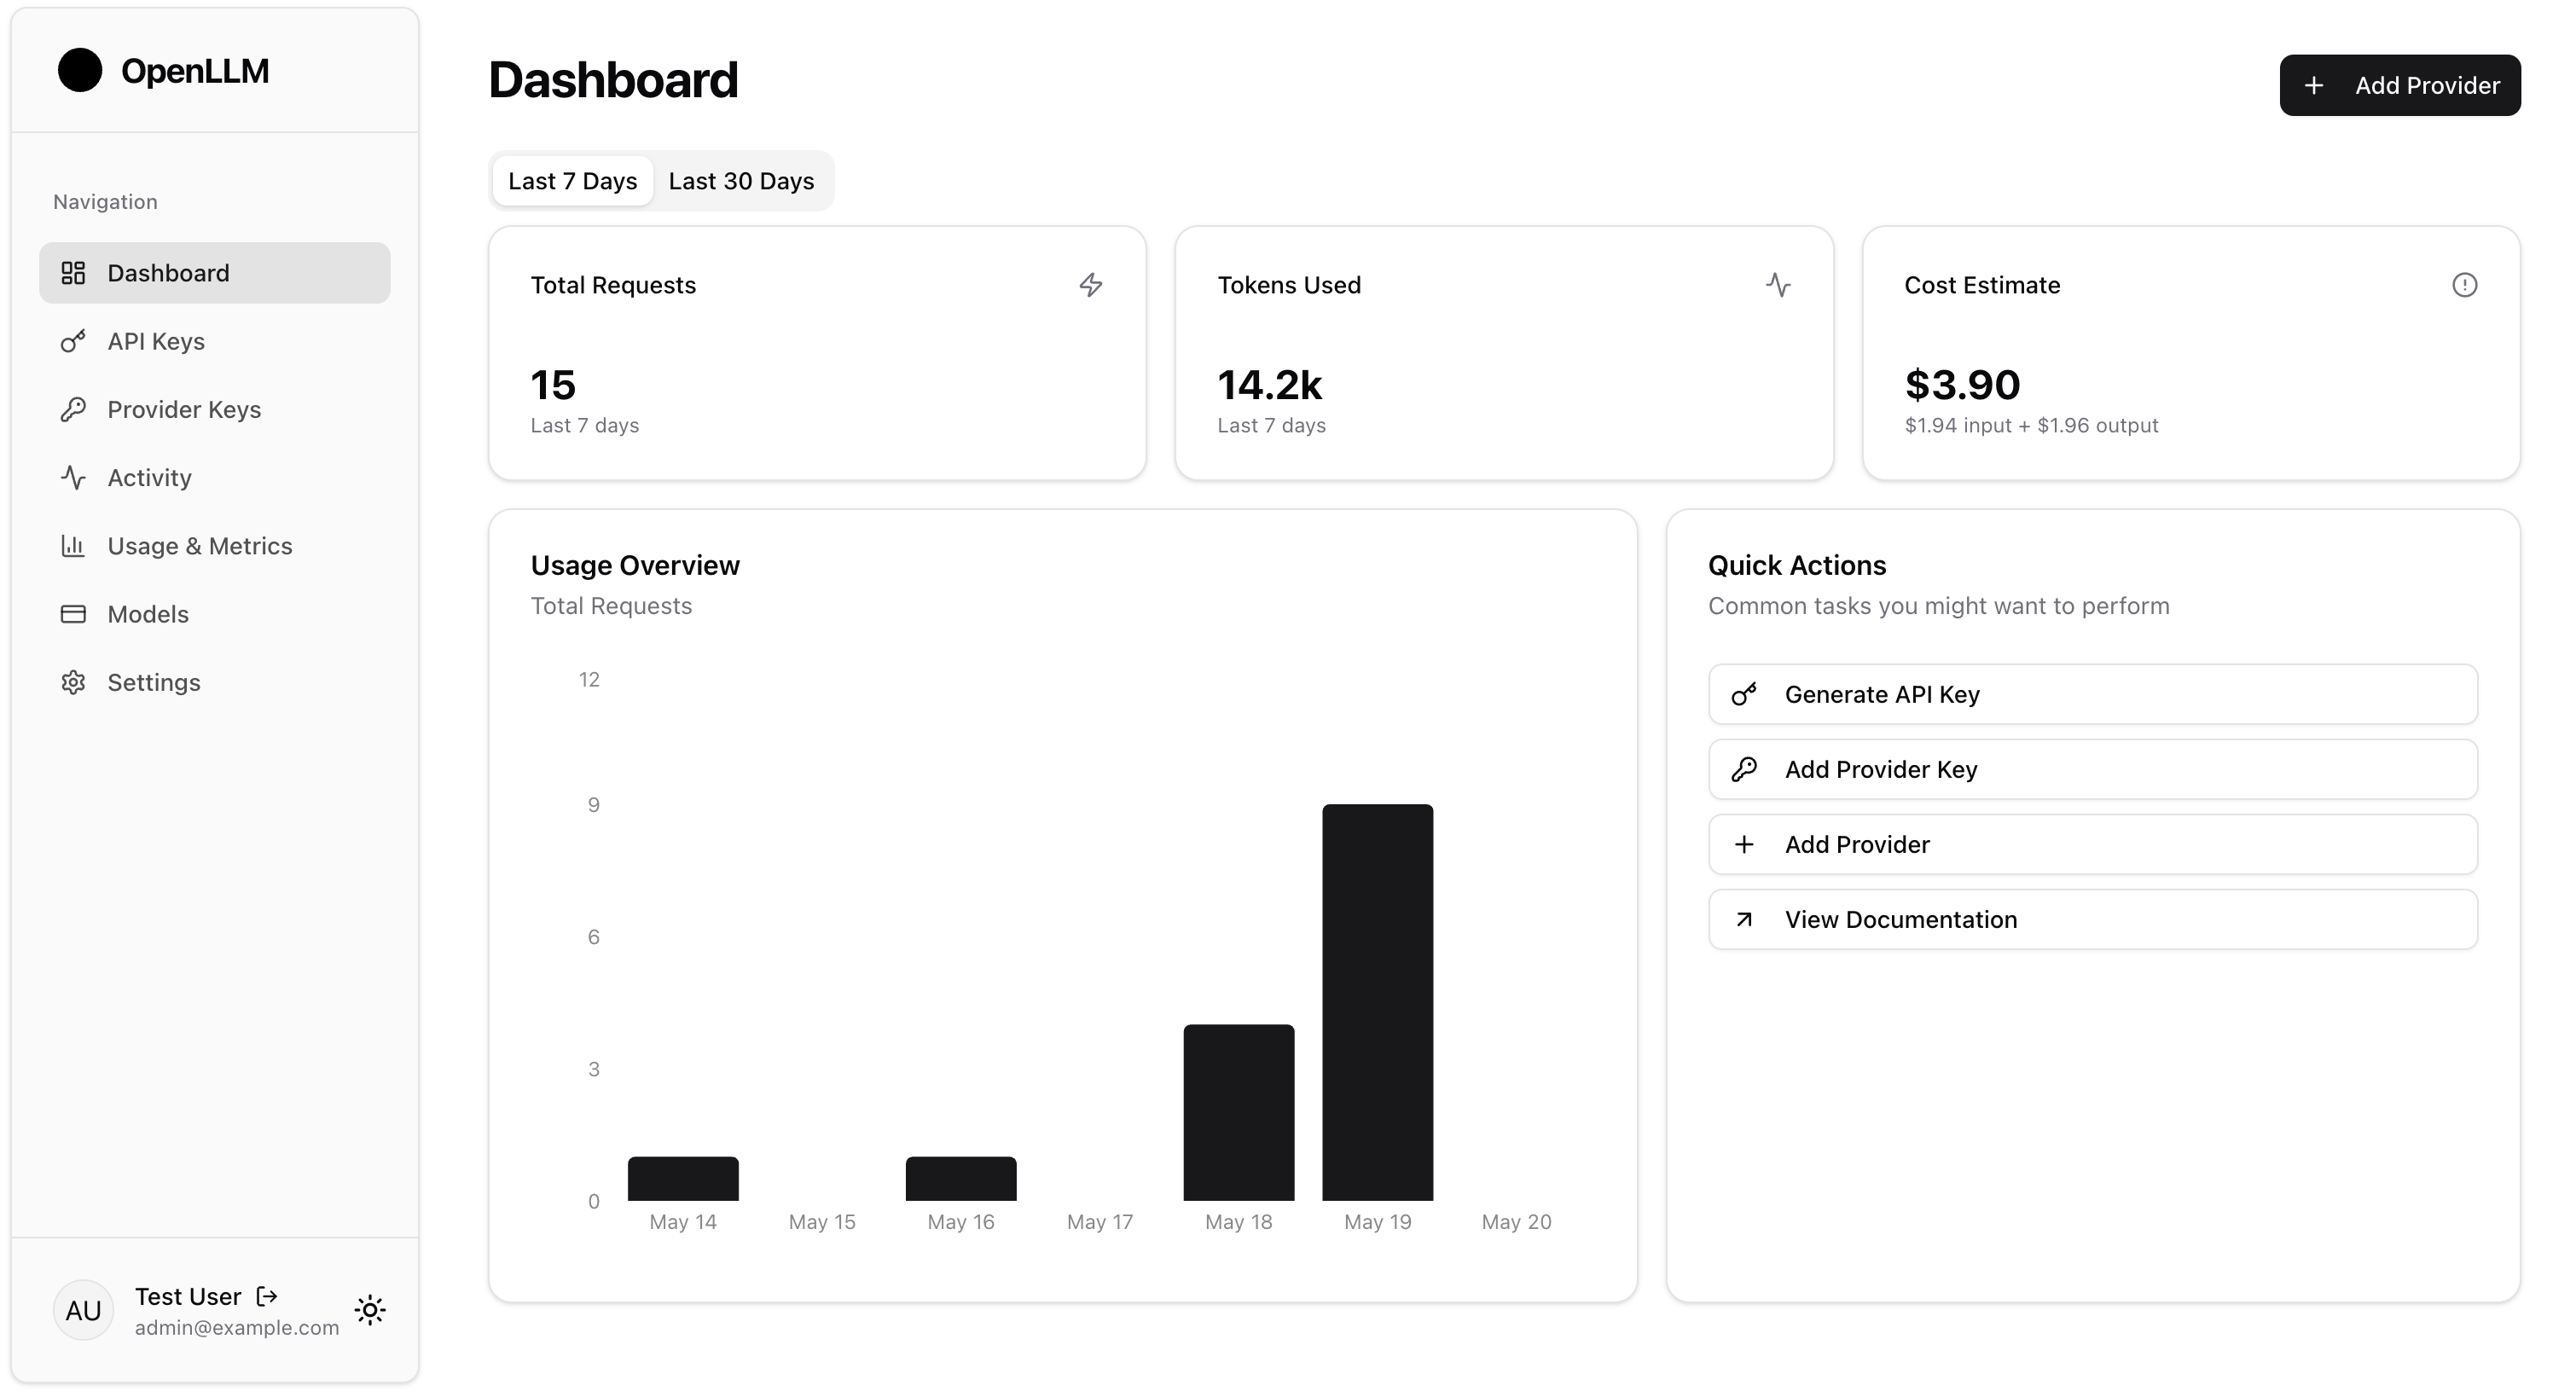 OpenLLM
Navigation
Dashboard
API Keys
Provider Keys
Activity
Usage & Metrics
Models
Settings
AU
Test User
admin@example.com
Dashboard
Add Provider
Last 7 Days
Last 30 Days
Total Requests
15
Last 7 days
Tokens Used
14.2k
Last 7 days
Cost Estimate
$3.90
$1.94 input + $1.96 output
Usage Overview
Total Requests
12
9
6
3
0
May 14
May 15
May 16
May 17
May 18
May 19
May 20
Quick Actions
Common tasks you might want to perform
Generate API Key
Add Provider Key
Add Provider
View Documentation